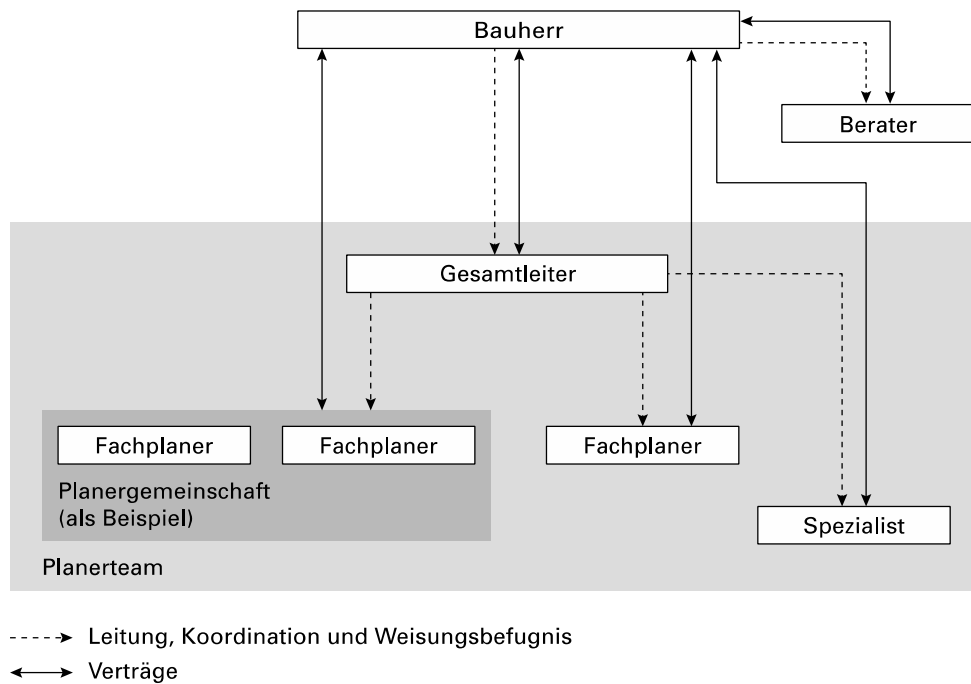 Bauherr
Berater
Gesamtleiter
Fachplaner
Fachplaner
Fachplaner
Planergemeinschaft
(als Beispiel)
Spezialist
Planerteam
Leitung, Koordination und Weisungsbefugnis
Verträge